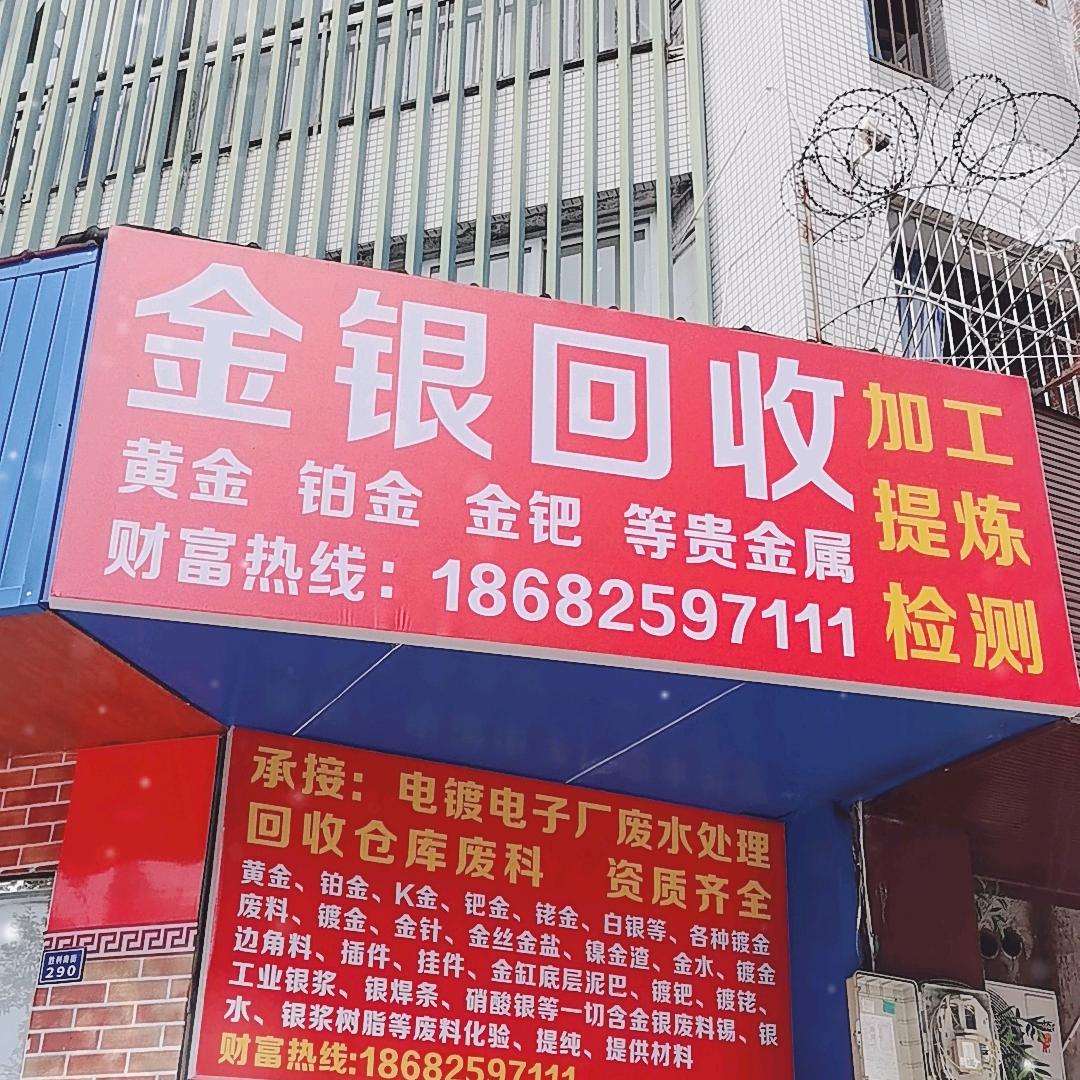 金银回收
加工
提炼
检测
黄金 铂金 金钯 等贵金属
财富热线：18682597111
承接：电镀电子厂废水处理
回收仓库废科 资质齐全
黄金、铂金、K金、钯金、铑金、白银等、各种镀金
废料、镀金、金针、金丝金盐、镍金渣、金水、镀金
边角料、插件、挂件、金缸底层泥巴、镀钯、镀铑、
工业银浆、银焊条、硝酸银等一切含金银废料锡、银
水、银浆树脂等废料化验、提纯、提供材料
财富热线:18682597111
290